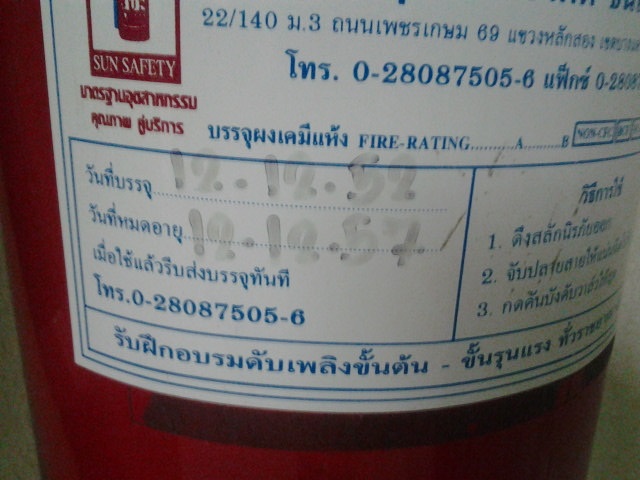 22/140 ม.3 ถนนเพชรเกษม 69 แขวงหลักสอง
โทร. 0-28087505-6 แฟ็กซ์
SUN SAFETY
มาตรฐานอุตสาหกรรม
คุณภาพ สู่บริการ
บรรจุผงเคมีแห้ง FIRE-RATING..........A..........B NON-CFC
วันที่บรรจุ 12.12.52
วันที่หมดอายุ 12.12.57
เมื่อใช้แล้วรีบส่งบรรจุทันที
โทร.0-28087505-6
วิธีการใช้
1. ดึงสลักนิรภัยออก
2. จับปลายสาย
3. กดคันบังคับ
รับฝึกอบรมดับเพลิงขั้นต้น - ขั้นรุนแรง